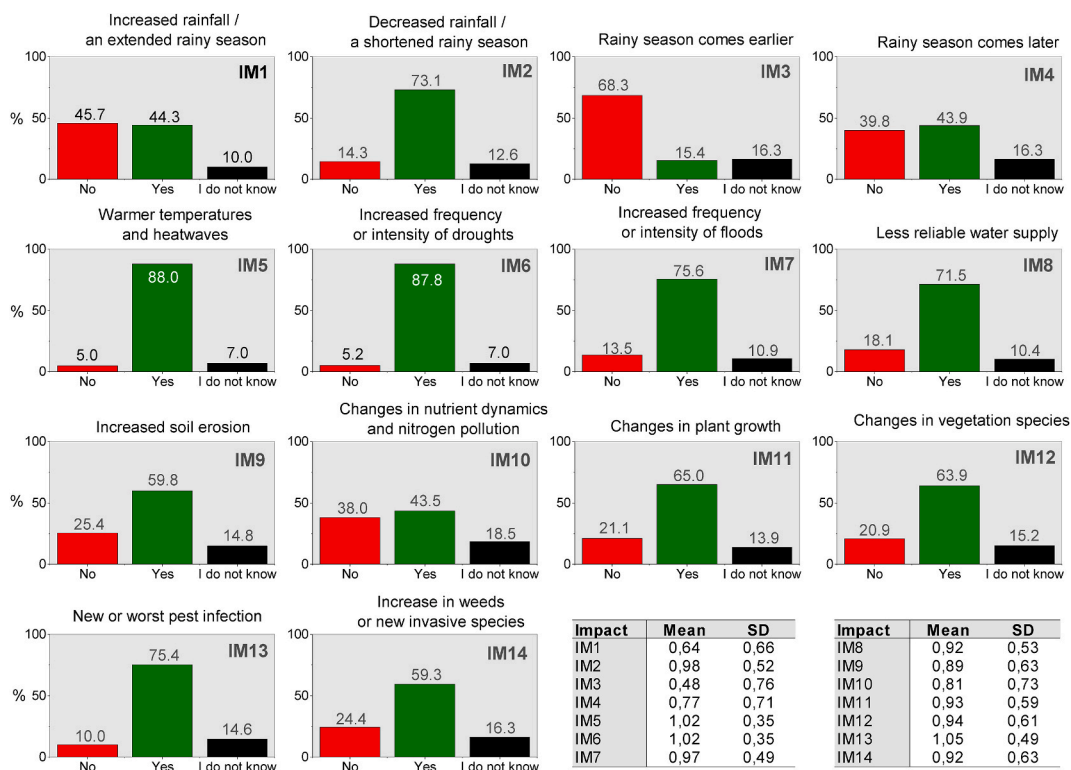 Increased rainfall /
an extended rainy season
IM1
100
50
0
%
45.7
44.3
10.0
No
Yes
I do not know
Decreased rainfall /
a shortened rainy season
IM2
100
50
0
14.3
73.1
12.6
No
Yes
I do not know
Rainy season comes earlier
IM3
100
50
0
68.3
15.4
16.3
No
Yes
I do not know
Rainy season comes later
IM4
100
50
0
39.8
43.9
16.3
No
Yes
I do not know
Warmer temperatures
and heatwaves
IM5
100
50
0
%
5.0
88.0
7.0
No
Yes
I do not know
Increased frequency
or intensity of droughts
IM6
100
50
0
5.2
87.8
7.0
No
Yes
I do not know
Increased frequency
or intensity of floods
IM7
100
50
0
13.5
75.6
10.9
No
Yes
I do not know
Less reliable water supply
IM8
100
50
0
18.1
71.5
10.4
No
Yes
I do not know
Increased soil erosion
IM9
100
50
0
%
25.4
59.8
14.8
No
Yes
I do not know
Changes in nutrient dynamics
and nitrogen pollution
IM10
100
50
0
38.0
43.5
18.5
No
Yes
I do not know
Changes in plant growth
IM11
100
50
0
21.1
65.0
13.9
No
Yes
I do not know
Changes in vegetation species
IM12
100
50
0
20.9
63.9
15.2
No
Yes
I do not know
New or worst pest infection
IM13
100
50
0
%
10.0
75.4
14.6
No
Yes
I do not know
Increase in weeds
or new invasive species
IM14
100
50
0
24.4
59.3
16.3
No
Yes
I do not know
Impact Mean SD
IM1 0,64 0,66
IM2 0,98 0,52
IM3 0,48 0,76
IM4 0,77 0,71
IM5 1,02 0,35
IM6 1,02 0,35
IM7 0,97 0,49
Impact Mean SD
IM8 0,92 0,53
IM9 0,89 0,63
IM10 0,81 0,73
IM11 0,93 0,59
IM12 0,94 0,61
IM13 1,05 0,49
IM14 0,92 0,63